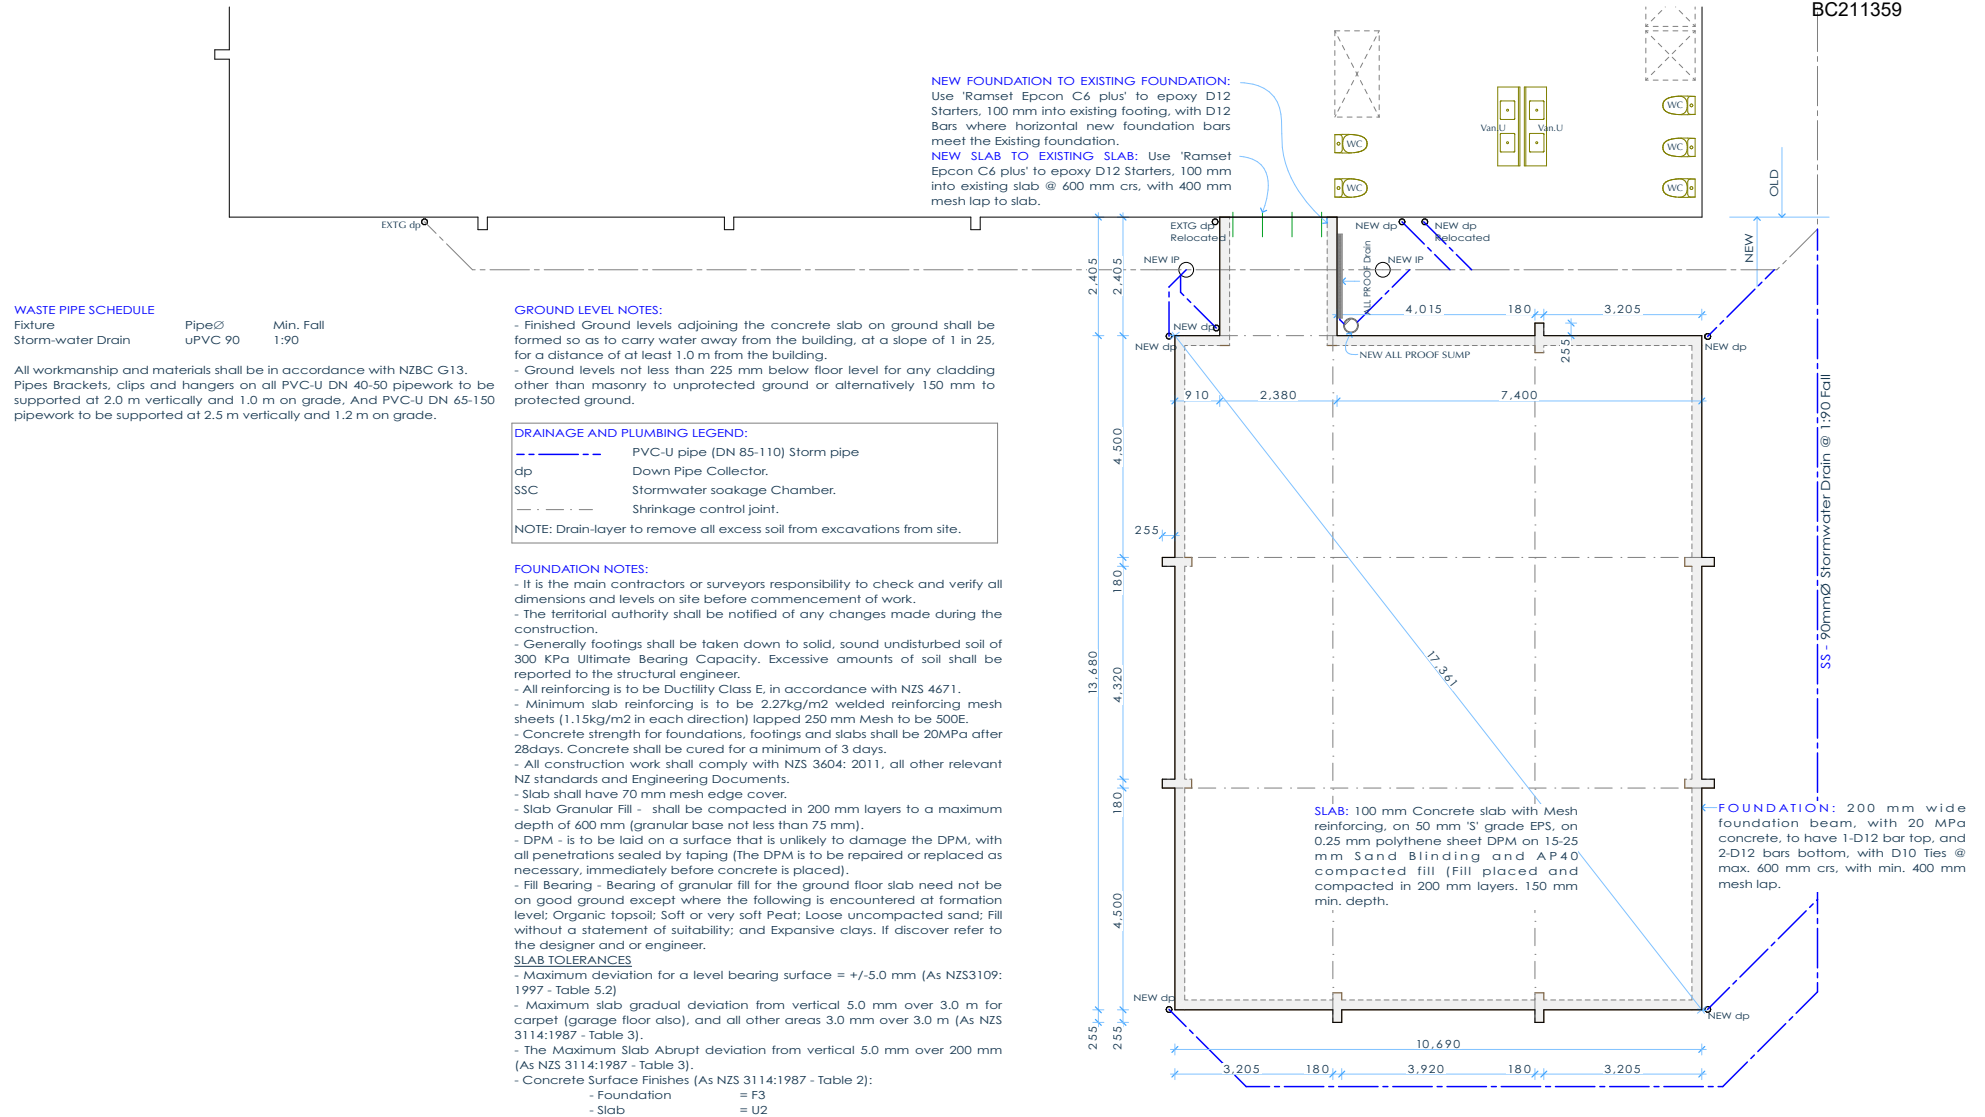 BC211359
NEW FOUNDATION TO EXISTING FOUNDATION:
Use 'Ramset Epcon C6 plus' to epoxy D12
Starters, 100 mm into existing footing, with D12
Bars where horizontal new foundation bars
meet the Existing foundation.
NEW SLAB TO EXISTING SLAB: Use 'Ramset
Epcon C6 plus' to epoxy D12 Starters, 100 mm
into existing slab @ 600 mm crs, with 400 mm
mesh lap to slab.
WC
WC
Van.U
Van.U
WC
WC
WC
OLD
NEW
EXTG dp
EXTG dp
Relocated
NEW dp
NEW dp
Relocated
NEW IP
NEW IP
ALL PROOF Drain
NEW dp
NEW dp
NEW ALL PROOF SUMP
NEW dp
2,405
2,405
4,015
180
3,205
255
910
2,380
7,400
4,500
255
180
13,680
4,320
17,361
180
4,500
255
255
SS - 90mmØ Stormwater Drain @ 1:90 Fall
WASTE PIPE SCHEDULE
Fixture PipeØ Min. Fall
Storm-water Drain uPVC 90 1:90
All workmanship and materials shall be in accordance with NZBC G13.
Pipes Brackets, clips and hangers on all PVC-U DN 40-50 pipework to be
supported at 2.0 m vertically and 1.0 m on grade, And PVC-U DN 65-150
pipework to be supported at 2.5 m vertically and 1.2 m on grade.
GROUND LEVEL NOTES:
- Finished Ground levels adjoining the concrete slab on ground shall be
formed so as to carry water away from the building, at a slope of 1 in 25,
for a distance of at least 1.0 m from the building.
- Ground levels not less than 225 mm below floor level for any cladding
other than masonry to unprotected ground or alternatively 150 mm to
protected ground.
DRAINAGE AND PLUMBING LEGEND:
PVC-U pipe (DN 85-110) Storm pipe
dp Down Pipe Collector.
SSC Stormwater soakage Chamber.
Shrinkage control joint.
NOTE: Drain-layer to remove all excess soil from excavations from site.
FOUNDATION NOTES:
- It is the main contractors or surveyors responsibility to check and verify all
dimensions and levels on site before commencement of work.
- The territorial authority shall be notified of any changes made during the
construction.
- Generally footings shall be taken down to solid, sound undisturbed soil of
300 KPa Ultimate Bearing Capacity. Excessive amounts of soil shall be
reported to the structural engineer.
- All reinforcing is to be Ductility Class E, in accordance with NZS 4671.
- Minimum slab reinforcing is to be 2.27kg/m2 welded reinforcing mesh
sheets (1.15kg/m2 in each direction) lapped 250 mm Mesh to be 500E.
- Concrete strength for foundations, footings and slabs shall be 20MPa after
28days. Concrete shall be cured for a minimum of 3 days.
- All construction work shall comply with NZS 3604: 2011, all other relevant
NZ standards and Engineering Documents.
- Slab shall have 70 mm mesh edge cover.
- Slab Granular Fill - shall be compacted in 200 mm layers to a maximum
depth of 600 mm (granular base not less than 75 mm).
- DPM - is to be laid on a surface that is unlikely to damage the DPM, with
all penetrations sealed by taping (The DPM is to be repaired or replaced as
necessary, immediately before concrete is placed).
- Fill Bearing - Bearing of granular fill for the ground floor slab need not be
on good ground except where the following is encountered at formation
level; Organic topsoil; Soft or very soft Peat; Loose uncompacted sand; Fill
without a statement of suitability; and Expansive clays. If discover refer to
the designer and or engineer.
SLAB TOLERANCES
- Maximum deviation for a level bearing surface = +/-5.0 mm (As NZS3109:
1997 - Table 5.2)
- Maximum slab gradual deviation from vertical 5.0 mm over 3.0 m for
carpet (garage floor also), and all other areas 3.0 mm over 3.0 m (As NZS
3114:1987 - Table 3).
- The Maximum Slab Abrupt deviation from vertical 5.0 mm over 200 mm
(As NZS 3114:1987 - Table 3).
- Concrete Surface Finishes (As NZS 3114:1987 - Table 2):
- Foundation = F3
- Slab = U2
SLAB: 100 mm Concrete slab with Mesh
reinforcing, on 50 mm 'S' grade EPS, on
0.25 mm polythene sheet DPM on 15-25
mm Sand Blinding and AP40
compacted fill (Fill placed and
compacted in 200 mm layers. 150 mm
min. depth.
FOUNDATION: 200 mm wide
foundation beam, with 20 MPa
concrete, to have 1-D12 bar top, and
2-D12 bars bottom, with D10 Ties @
max. 600 mm crs, with min. 400 mm
mesh lap.
NEW dp
NEW dp
10,690
3,205
180
3,920
180
3,205